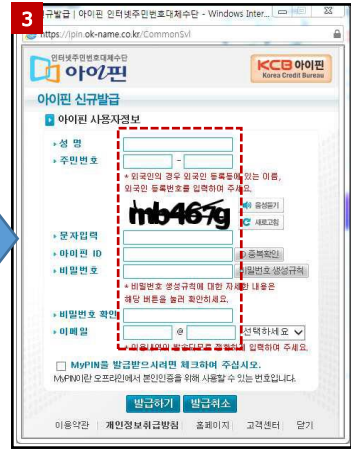 3
규발급 | 아이핀 인터넷주민번호대체수단 - Windows Inter...
https://ipin.ok-name.co.kr/CommonSvl
인터넷주민번호대체수단
아이핀
KCB 아이핀
Korea Credit Bureau
아이핀 신규발급
아이핀 사용자정보
성 명
주민번호 -
* 외국인의 경우 외국인 등록증에 있는 이름,
외국인 등록번호를 입력하여 주세요.
mb467g
음성듣기
새로고침
문자입력
아이핀 ID 중복확인
비밀번호 비밀번호 생성규칙
* 비밀번호 생성규칙에 대한 자세한 내용은
해당 버튼을 눌러 확인하세요.
비밀번호 확인
이메일 @ 선택하세요
입력하여 주세요.
MyPIN을 발급받으시려면 체크하여 주십시오.
MyPIN이란 오프라인에서 본인인증을 위해 사용할 수 있는 번호입니다.
발급하기 발급취소
이용약관 개인정보취급방침 홈페이지 고객센터 닫기